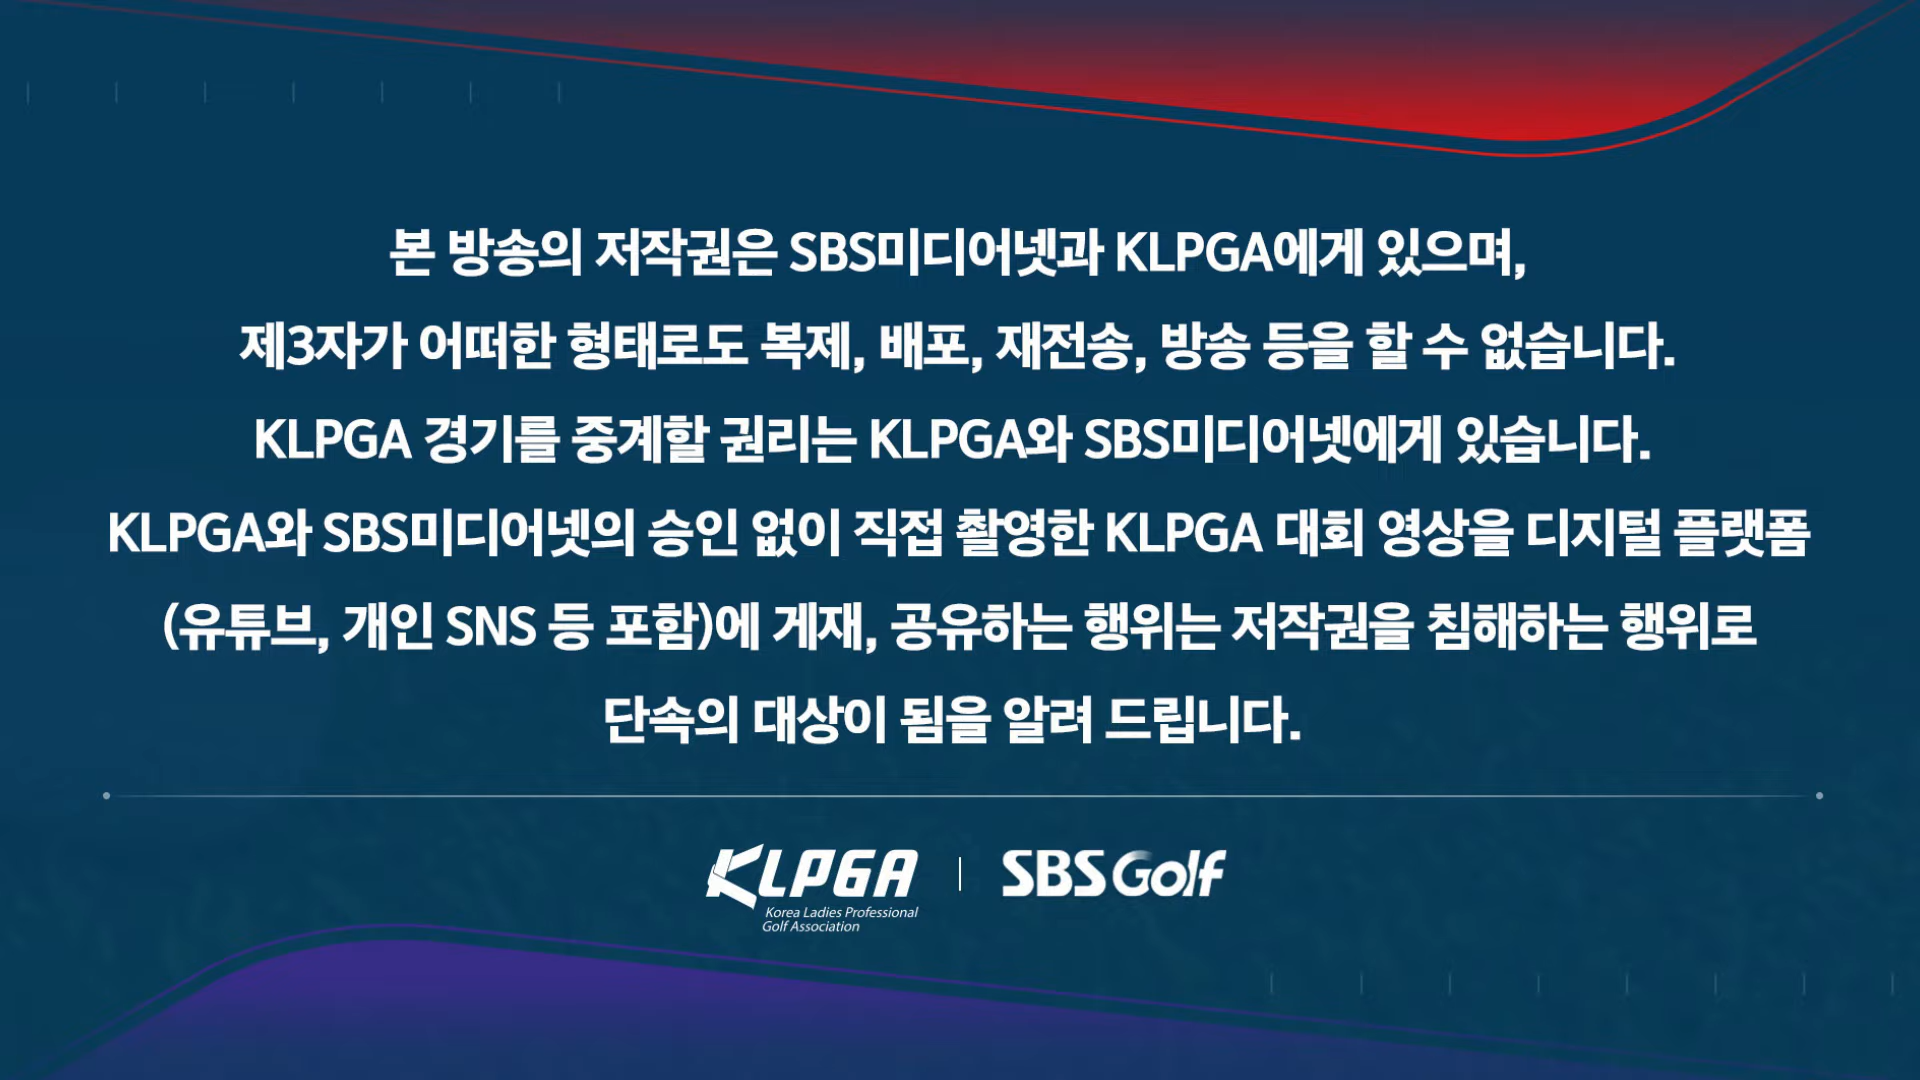 본 방송의 저작권은 SBS미디어넷과 KLPGA에게 있으며,
제3자가 어떠한 형태로도 복제, 배포, 재전송, 방송 등을 할 수 없습니다.
KLPGA 경기를 중계할 권리는 KLPGA와 SBS미디어넷에게 있습니다.
KLPGA와 SBS미디어넷의 승인 없이 직접 촬영한 KLPGA 대회 영상을 디지털 플랫폼
(유튜브, 개인 SNS 등 포함)에 게재, 공유하는 행위는 저작권을 침해하는 행위로
단속의 대상이 됨을 알려 드립니다.
KLPGA | SBS Golf
Korea Ladies Professional
Golf Association